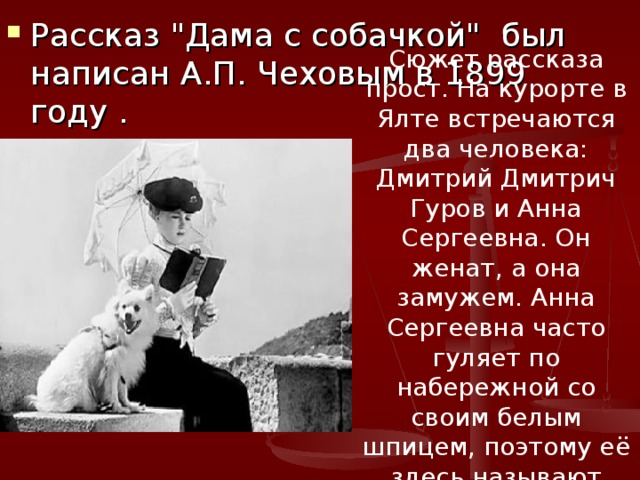 Рассказ "Дама с собачкой" был
написан А.П. Чеховым в 1899
году .
Сюжет рассказа
прост. На курорте в
Ялте встречаются
два человека:
Дмитрий Дмитрич
Гуров и Анна
Сергеевна. Он
женат, а она
замужем. Анна
Сергеевна часто
гуляет по
набережной со
своим белым
шпицем, поэтому её
здесь называют